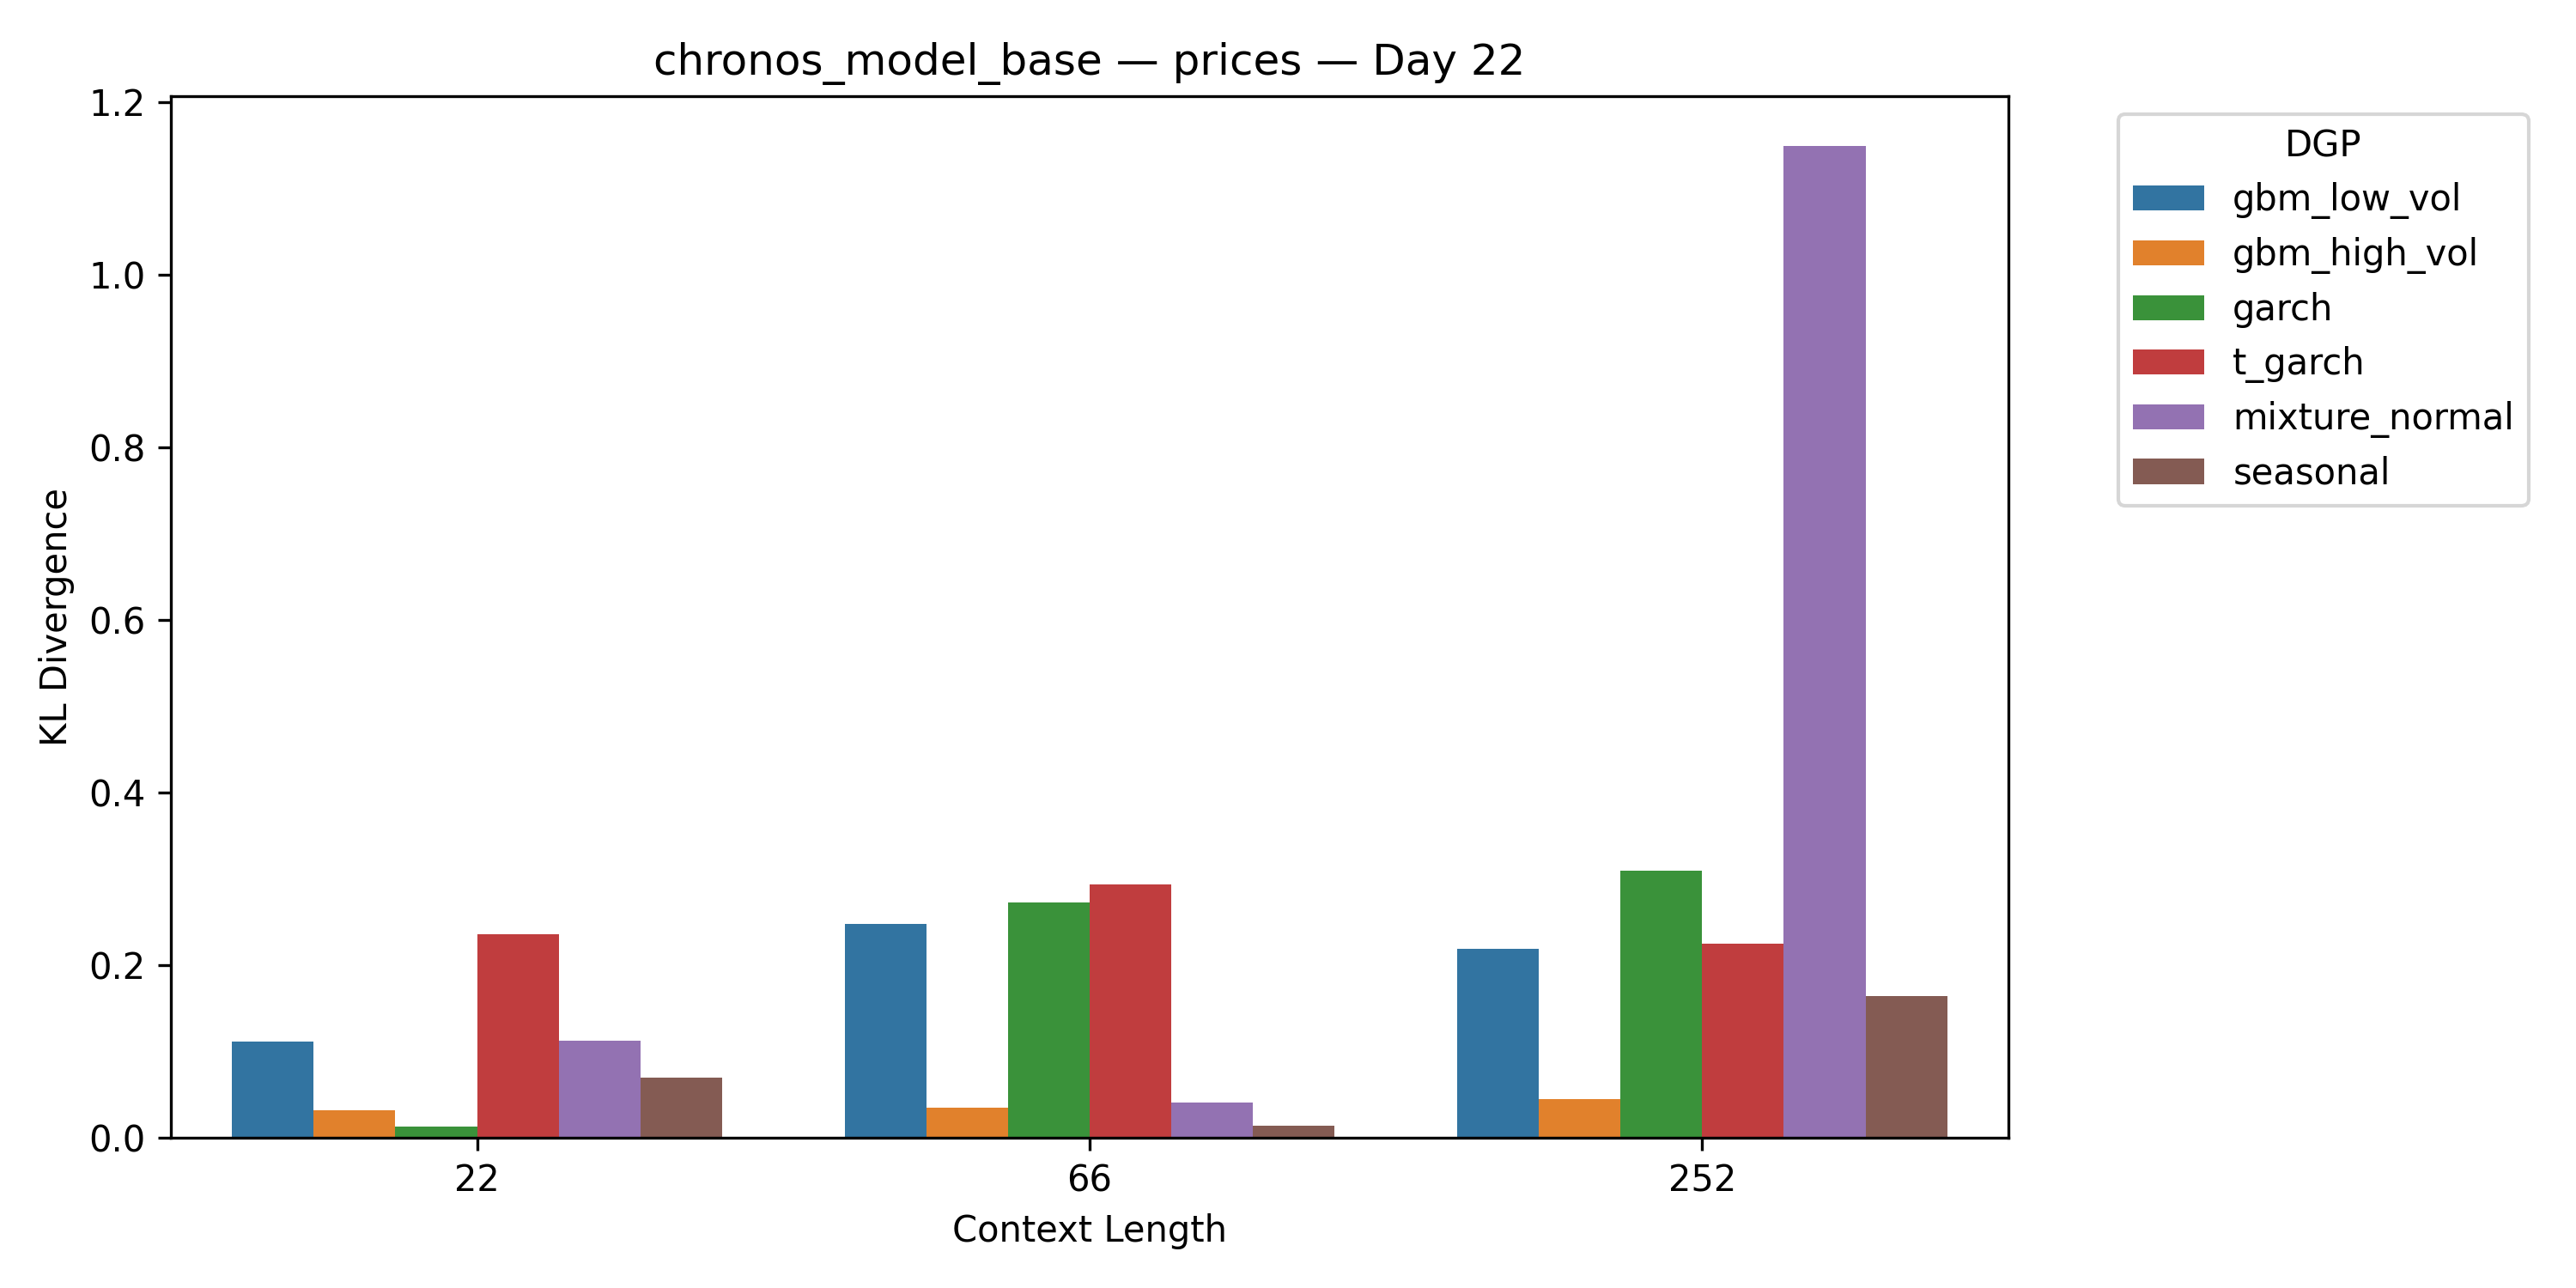 chronos_model_base — prices — Day 22
KL Divergence
1.2
1.0
0.8
0.6
0.4
0.2
0.0
22
66
252
Context Length
DGP
gbm_low_vol
gbm_high_vol
garch
t_garch
mixture_normal
seasonal